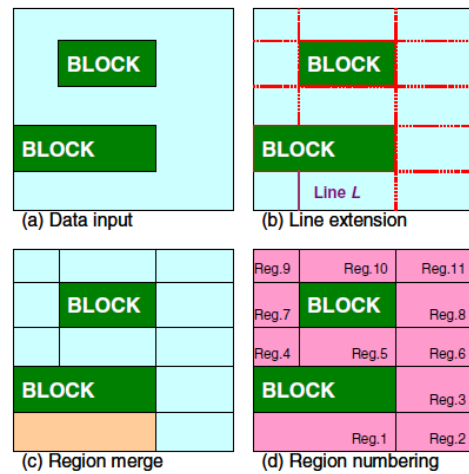 BLOCK
BLOCK
(a) Data input
BLOCK
BLOCK
Line L
(b) Line extension
BLOCK
BLOCK
(c) Region merge
Reg.9 Reg.10 Reg.11
Reg.7 BLOCK Reg.8
Reg.4 Reg.5 Reg.6
BLOCK Reg.3
Reg.1 Reg.2
(d) Region numbering